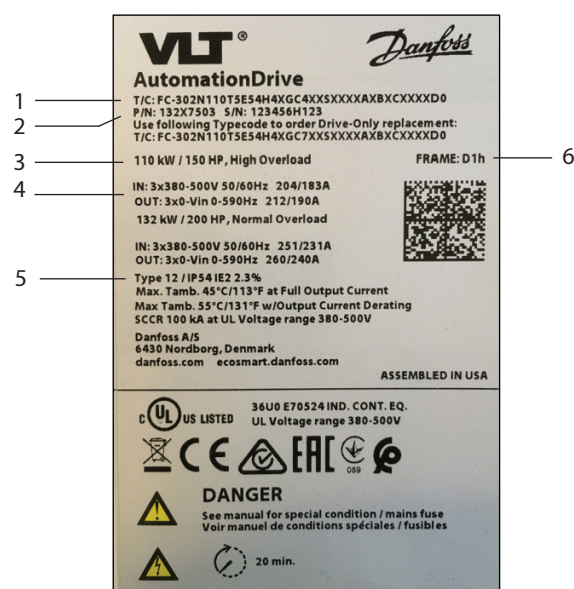 VLT ® Danfoss
AutomationDrive
1 T/C: FC-302N110T5E54H4XGC4XXSXXXXAXBXCXXXXD0
2 P/N: 132X7503 S/N: 123456H123
Use following Typecode to order Drive-Only replacement:
T/C: FC-302N110T5E54H4XGC7XXSXXXXAXBXCXXXXD0
3 110 kW / 150 HP, High Overload FRAME: D1h 6
4 IN: 3x380-500V 50/60Hz 204/183A
OUT: 3x0-Vin 0-590Hz 212/190A
132 kW / 200 HP, Normal Overload
IN: 3x380-500V 50/60Hz 251/231A
OUT: 3x0-Vin 0-590Hz 260/240A
5 Type 12 / IP54 IE2 2.3%
Max. Tamb. 45°C/113°F at Full Output Current
Max Tamb. 55°C/131°F w/Output Current Derating
SCCR 100 kA at UL Voltage range 380-500V
Danfoss A/S
6430 Nordborg, Denmark
danfoss.com ecosmart.danfoss.com
ASSEMBLED IN USA
C UL US LISTED 36U0 E70524 IND. CONT. EQ.
UL Voltage range 380-500V
CE EAC 089
DANGER
See manual for special condition / mains fuse
Voir manuel de conditions spéciales / fusibles
20 min.